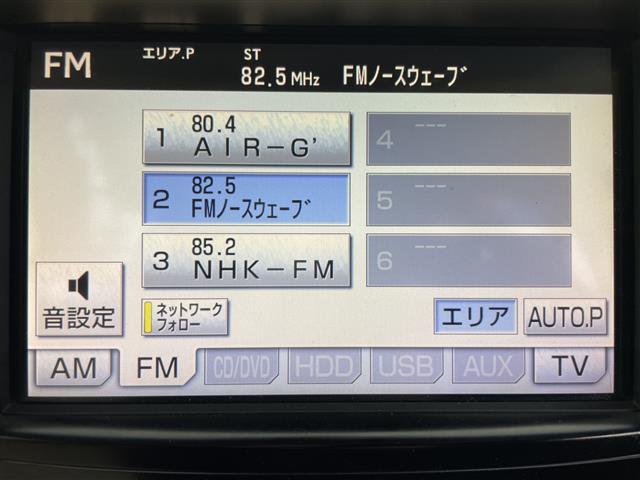 FM エリア.P ST
82.5MHz FMノースウェーブ
1 80.4
AIR-G'
4 ---
2 82.5
FMノースウェーブ
5 ---
3 85.2
NHK-FM
6 ---
音設定
ネットワーク
フォロー
エリア
AUTO.P
AM FM CD/DVD HDD USB AUX TV